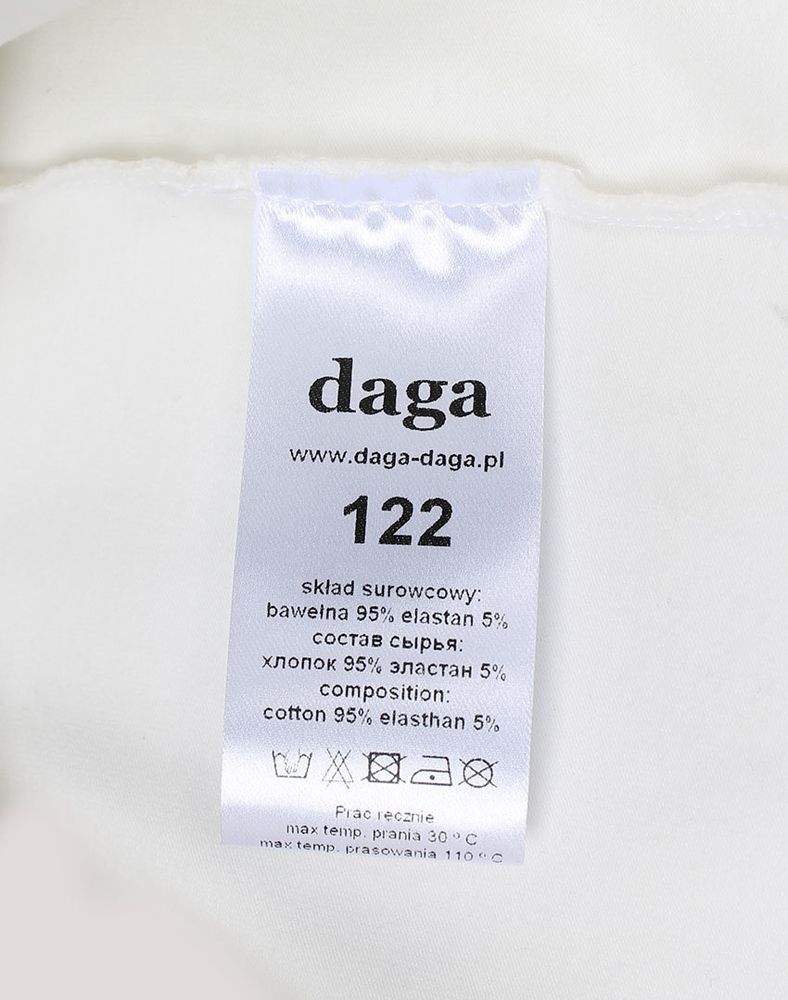 daga
www.daga-daga.pl
122
skład surowcowy:
bawełna 95% elastan 5%
состав сырья:
хлопок 95% эластан 5%
composition:
cotton 95% elasthan 5%
Prac ręcznie
max temp. prania 30 º C
max temp. prasowania 110 º C